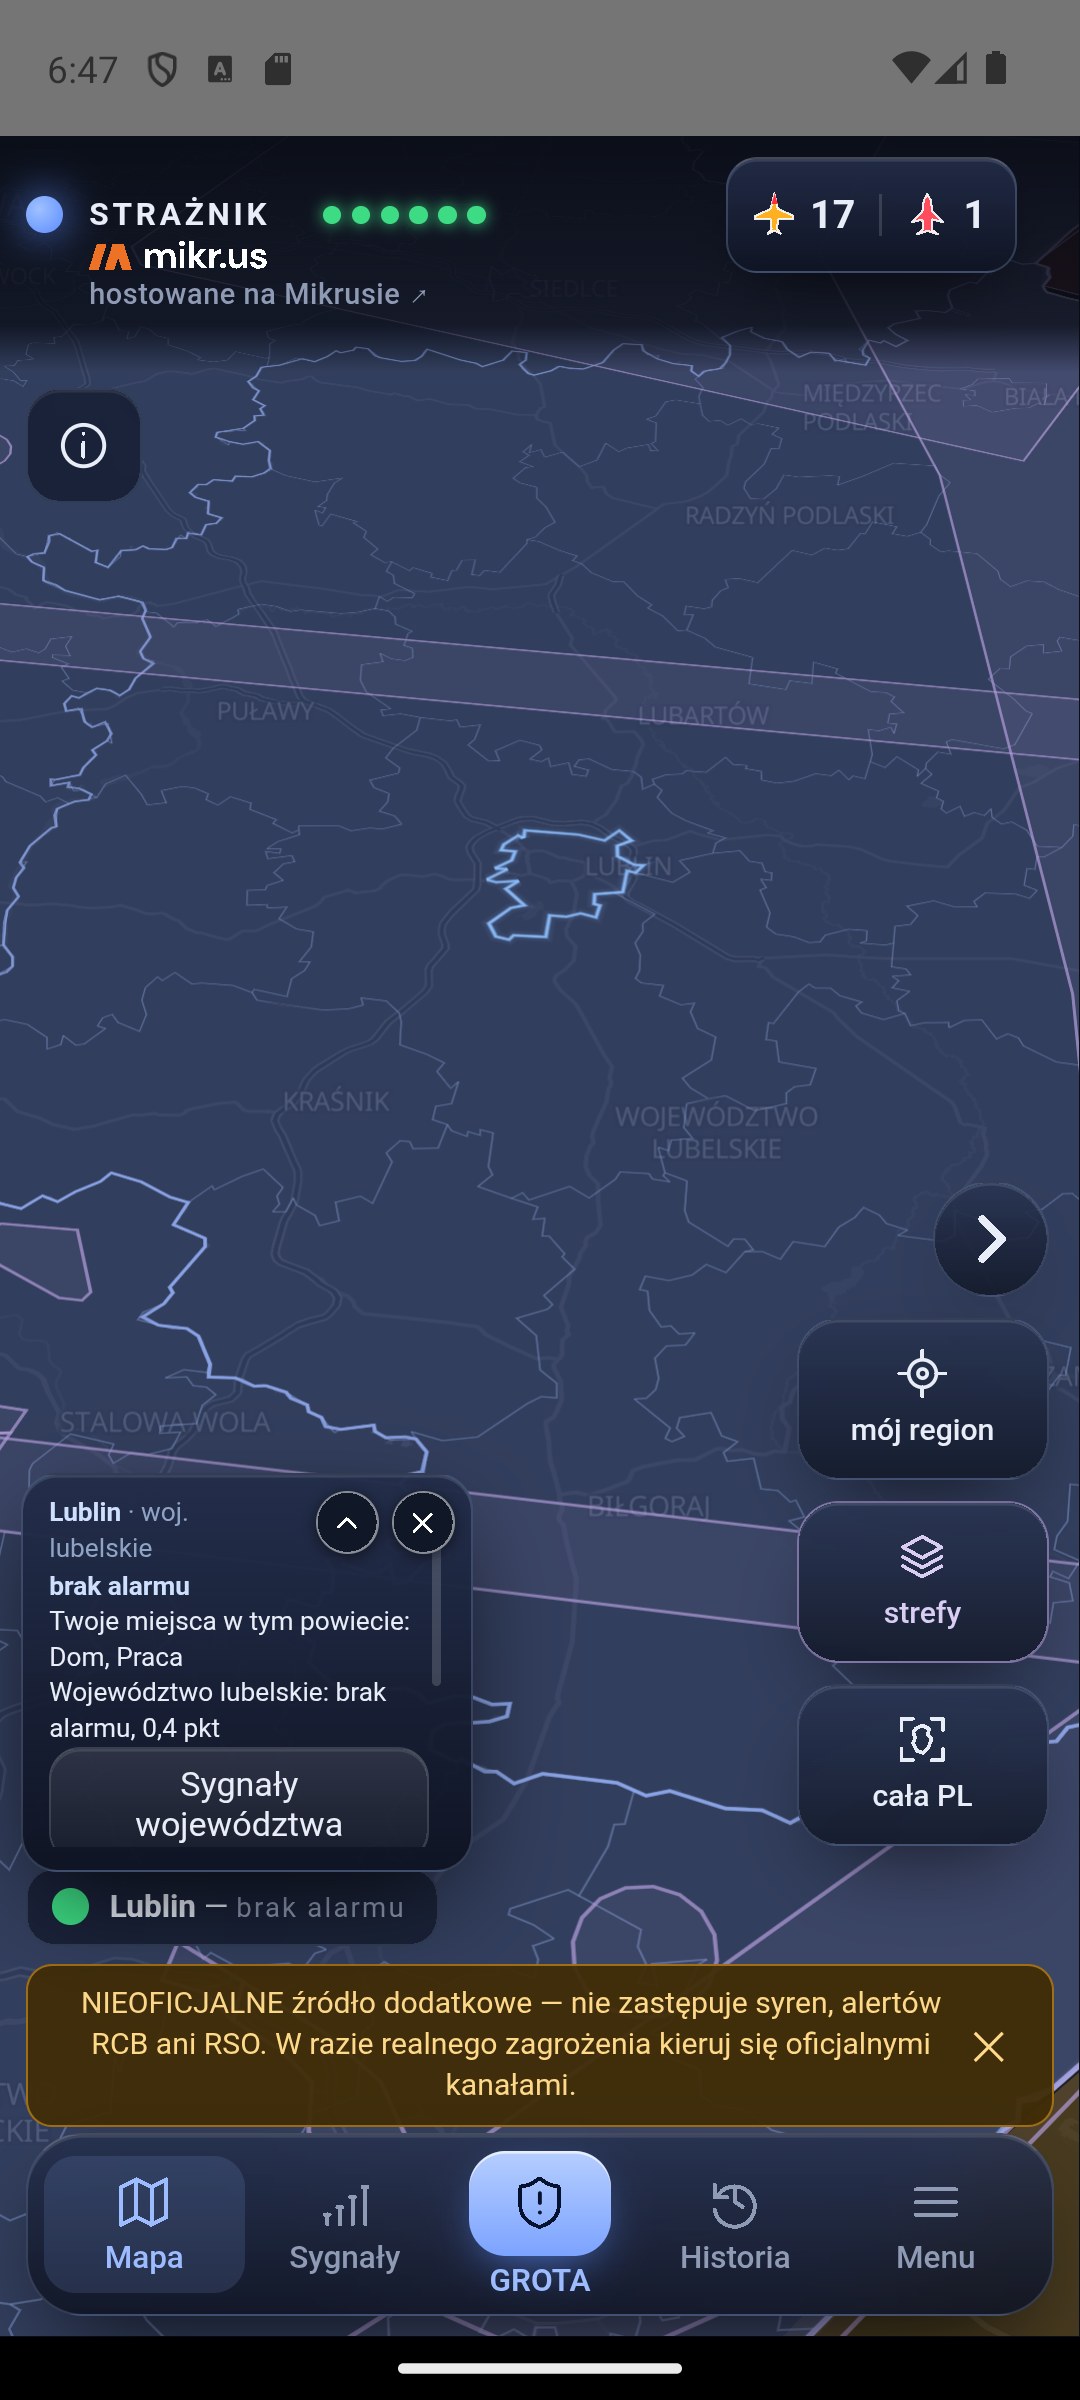 6:47
STRAŻNIK
17
1
mikr.us
hostowane na Mikrusie ↗
SIEDLCE
MIĘDZYRZEC
PODLASKI
BIAŁA
RADZYŃ PODLASKI
PUŁAWY
LUBARTÓW
LUBLIN
KRAŚNIK
WOJEWÓDZTWO
LUBELSKIE
mój region
STALOWA WOLA
BIŁGORAJ
Lublin · woj.
lubelskie
brak alarmu
Twoje miejsca w tym powiecie:
Dom, Praca
Województwo lubelskie: brak
alarmu, 0,4 pkt
Sygnały
województwa
strefy
cała PL
Lublin — brak alarmu
NIEOFICJALNE źródło dodatkowe — nie zastępuje syren, alertów
RCB ani RSO. W razie realnego zagrożenia kieruj się oficjalnymi
kanałami.
Mapa
Sygnały
GROTA
Historia
Menu